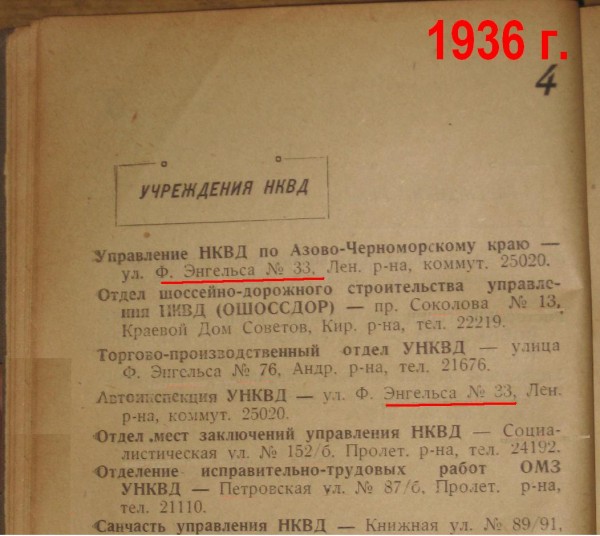 1936 г.
4
УЧРЕЖДЕНИЯ НКВД
Управление НКВД по Азово-Черноморскому краю —
ул. Ф. Энгельса № 33, Лен. р-на, коммут. 25020.
Отдел шоссейно-дорожного строительства управле-
ния НКВД (ОШОССДОР) — пр. Соколова № 13,
Краевой Дом Советов, Кир. р-на, тел. 22219.
Торгово-производственный отдел УНКВД — улица
Ф. Энгельса № 76, Андр. р-на, тел. 21676.
Автоинспекция УНКВД — ул. Ф. Энгельса № 33, Лен.
р-на, коммут. 25020.
Отдел мест заключений управления НКВД — Социа-
листическая ул. № 152/б, Пролет. р-на, тел. 24192.
Отделение исправительно-трудовых работ ОМЗ
УНКВД — Петровская ул. № 87/б, Пролет. р-на,
тел. 21110.
Санчасть управления НКВД — Книжная ул. № 89/91,